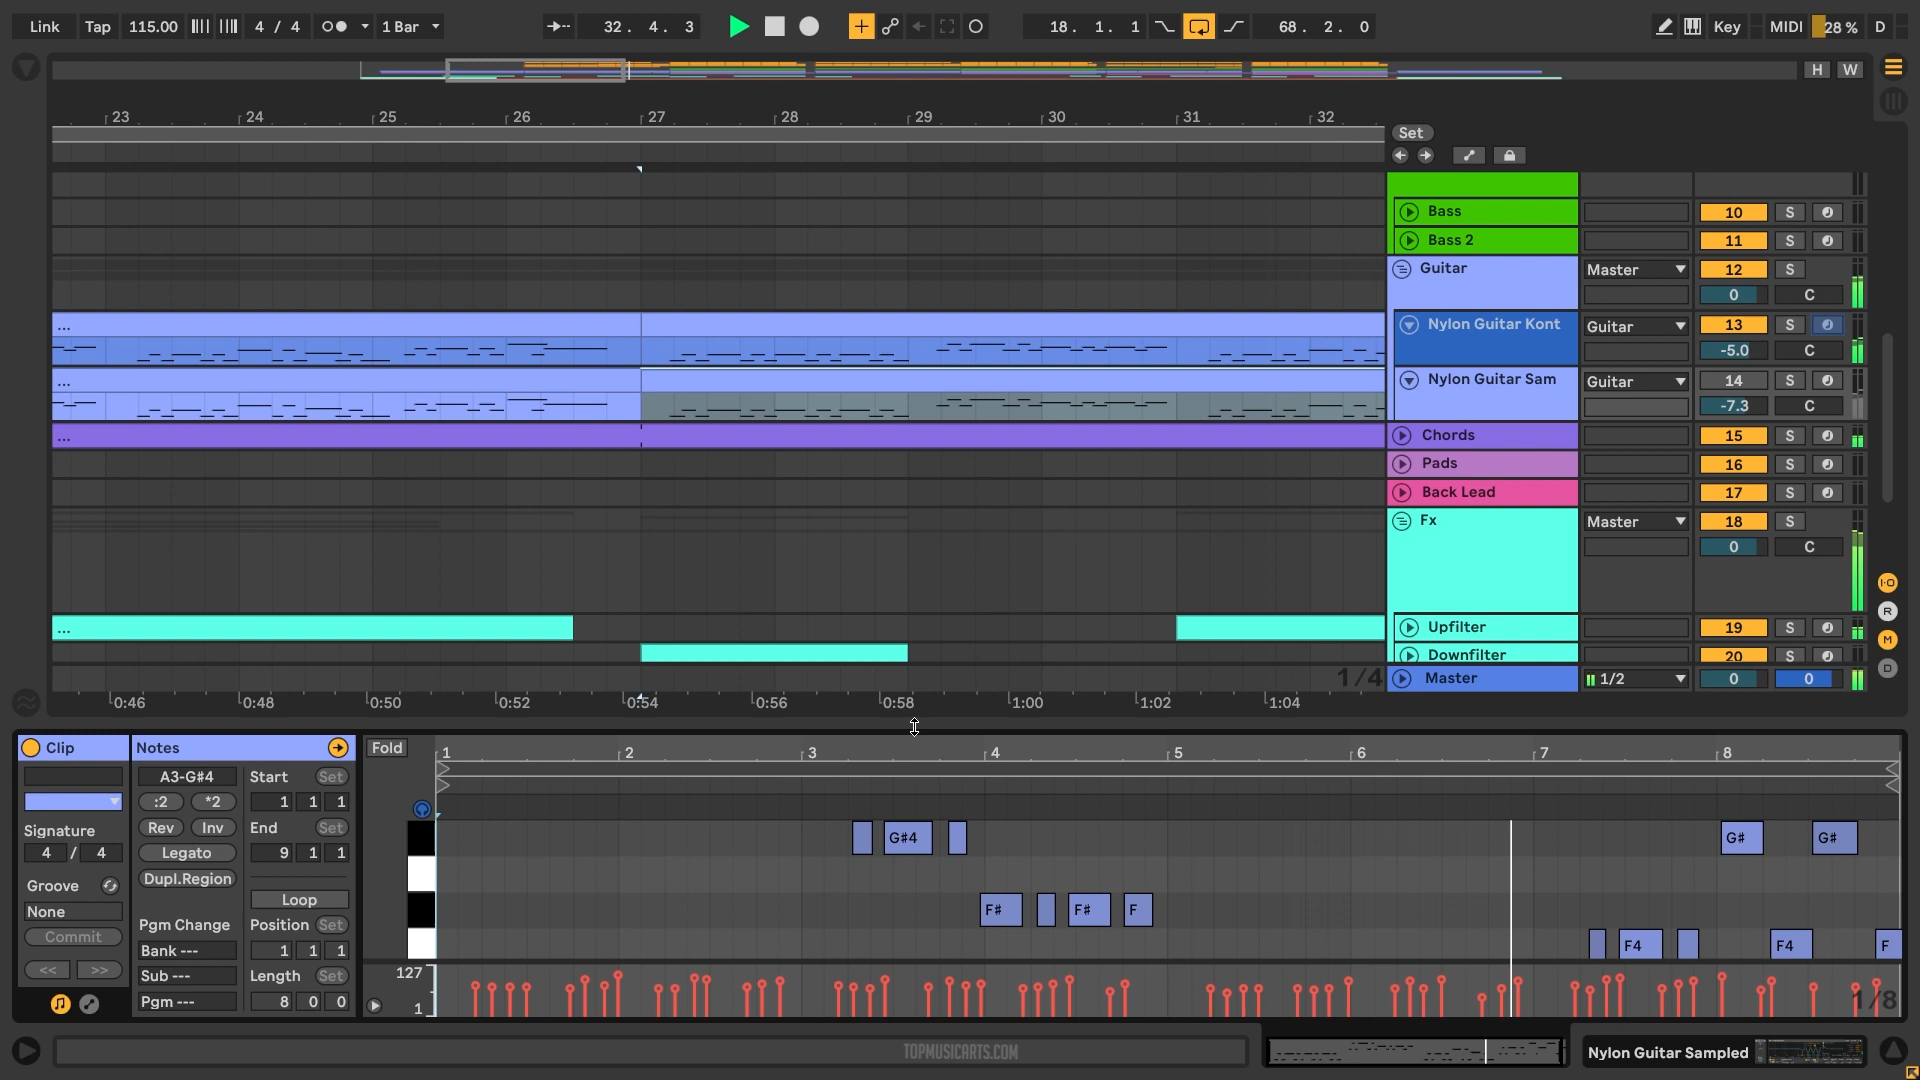 Link Tap 115.00 4 / 4 1 Bar 32. 4. 3 18. 1. 1 68. 2. 0 Key MIDI 28 % D
H W
23 24 25 26 27 28 29 30 31 32
Set
Bass 10 S
Bass 2 11 S
Guitar Master 12 S
0 C
... Nylon Guitar Kont Guitar 13 S
-5.0 C
... Nylon Guitar Sam Guitar 14 S
-7.3 C
... Chords 15 S
Pads 16 S
Back Lead 17 S
Fx Master 18 S
0 C
I·O
R
... Upfilter 19 S
M
Downfilter 20 S
D
1/4 Master 1/2 0 0
0:46 0:48 0:50 0:52 0:54 0:56 0:58 1:00 1:02 1:04
Clip Notes Fold 1 2 3 4 5 6 7 8
A3-G#4 Start Set
:2 *2 1 1 1
Signature Rev Inv End Set
4 / 4 Legato 9 1 1
Groove Dupl.Region
None Loop
Commit Pgm Change Position Set
Bank --- 1 1 1
<< >> Sub --- Length Set
Pgm --- 8 0 0
G#4 G# G#
F# F# F
F4 F4 F
127
1 1/8
TOPMUSICARTS.COM Nylon Guitar Sampled